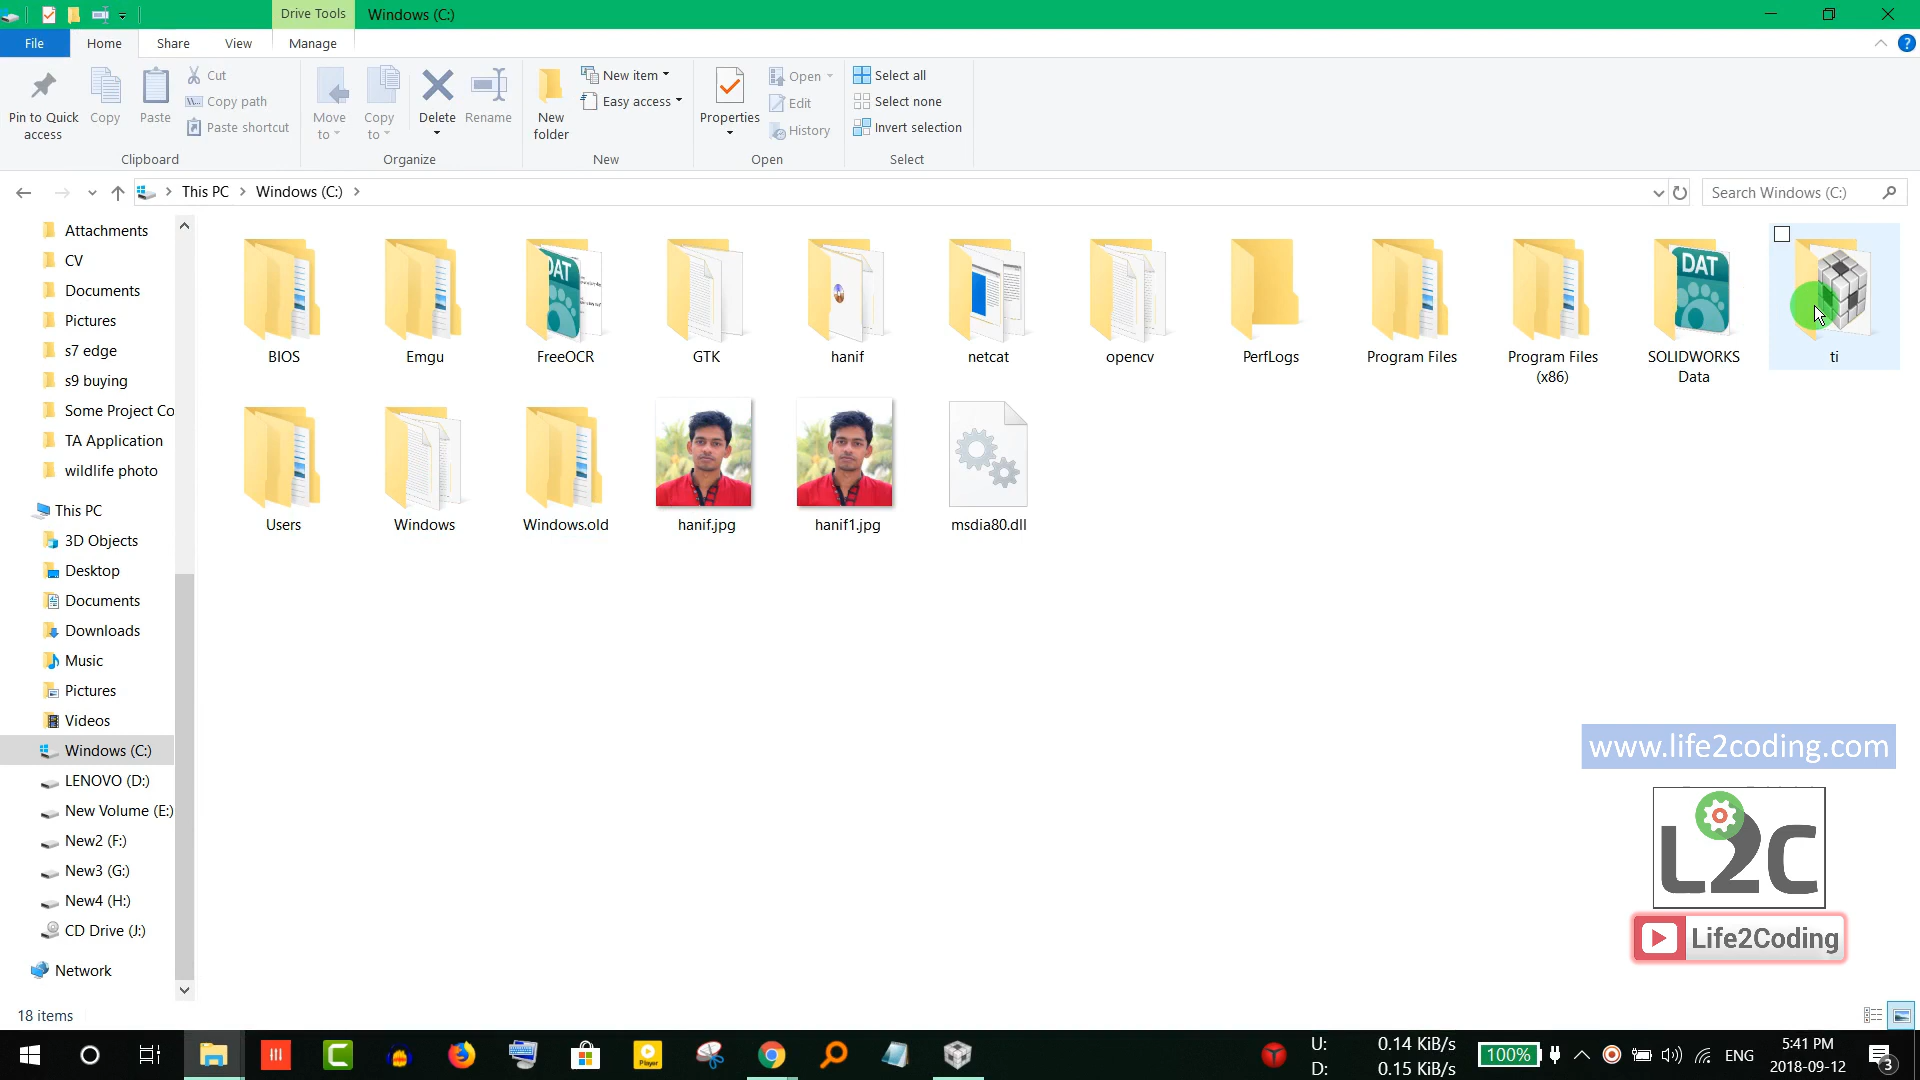 Drive Tools
Windows (C:)
File
Home
Share
View
Manage
Pin to Quick access
Copy
Paste
Cut
Copy path
Paste shortcut
Clipboard
Move to
Copy to
Delete
Rename
Organize
New folder
New item
Easy access
New
Properties
Open
Edit
History
Open
Select all
Select none
Invert selection
Select
This PC
Windows (C:)
Search Windows (C:)
Attachments
CV
Documents
Pictures
s7 edge
s9 buying
Some Project Co
TA Application
wildlife photo
This PC
3D Objects
Desktop
Documents
Downloads
Music
Pictures
Videos
Windows (C:)
LENOVO (D:)
New Volume (E:)
New2 (F:)
New3 (G:)
New4 (H:)
CD Drive (J:)
Network
DAT
DAT
BIOS
Emgu
FreeOCR
GTK
hanif
netcat
opencv
PerfLogs
Program Files
Program Files (x86)
SOLIDWORKS Data
ti
Users
Windows
Windows.old
hanif.jpg
hanif1.jpg
msdia80.dll
www.life2coding.com
L2C
Life2Coding
18 items
Player
U: 0.14 KiB/s
D: 0.15 KiB/s
100%
ENG
5:41 PM
2018-09-12
3